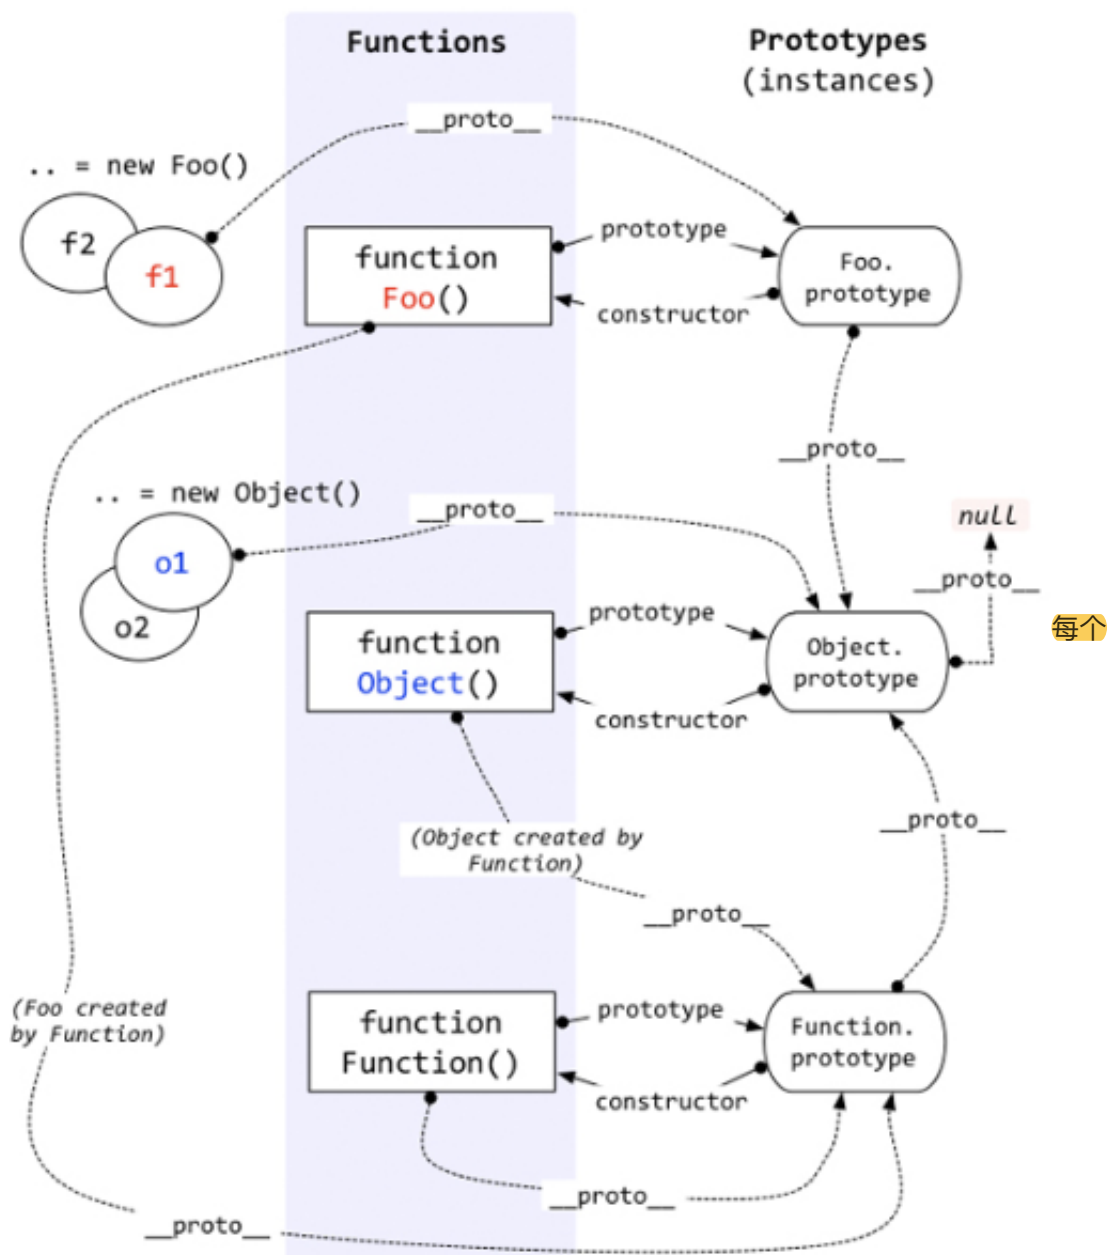 Functions
Prototypes
(instances)
__proto__
.. = new Foo()
f2
f1
function
Foo()
prototype
constructor
Foo.
prototype
__proto__
.. = new Object()
__proto__
null
__proto__
o1
o2
function
Object()
prototype
constructor
Object.
prototype
每个
(Object created by
Function)
__proto__
__proto__
(Foo created
by Function)
function
Function()
prototype
constructor
Function.
prototype
__proto__
__proto__